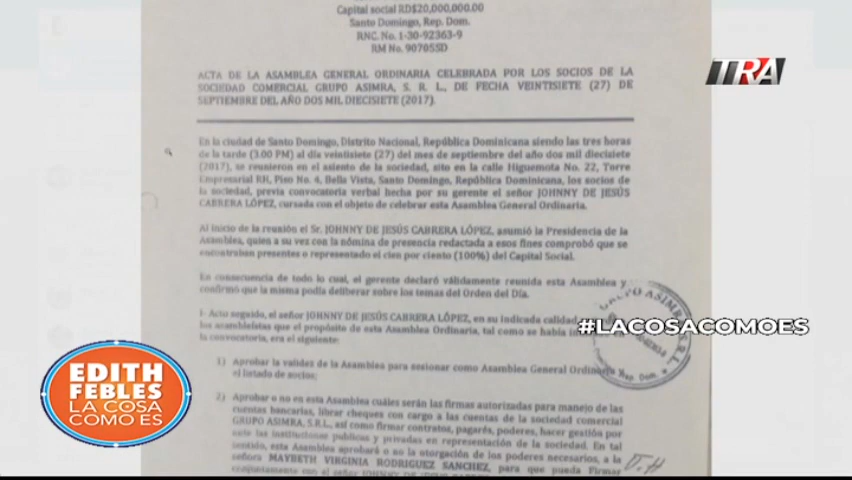 Capital social RD$20,000,000.00
Santo Domingo, Rep. Dom.
RNC. No. 1-30-92363-9
RM No. 90705SD
TRA
ACTA DE LA ASAMBLEA GENERAL ORDINARIA CELEBRADA POR LOS SOCIOS DE LA
SOCIEDAD COMERCIAL GRUPO ASIMRA, S. R. L., DE FECHA VEINTISIETE (27) DE
SEPTIEMBRE DEL AÑO DOS MIL DIECISIETE (2017).
En la ciudad de Santo Domingo, Distrito Nacional, República Dominicana siendo las tres horas
de la tarde (3:00 PM) al día veintisiete (27) del mes de septiembre del año dos mil diecisiete
(2017), se reunieron en el asiento de la sociedad, sito en la calle Higuemota No. 22, Torre
Empresarial RH, Piso No. 4, Bella Vista, Santo Domingo, República Dominicana, los socios de
la sociedad, previa convocatoria verbal hecha por su gerente el señor JOHNNY DE JESÚS
CABRERA LÓPEZ, cursada con el objeto de celebrar esta Asamblea General Ordinaria.
Al inicio de la reunión el Sr. JOHNNY DE JESÚS CABRERA LÓPEZ, asumió la Presidencia de la
Asamblea, quien a su vez con la nómina de presencia redactada a esos fines comprobó que se
encontraban presentes o representado el cien por ciento (100%) del Capital Social.
En consecuencia de todo lo cual, el gerente declaró válidamente reunida esta Asamblea y
confirmó que la misma podía deliberar sobre los temas del Orden del Día.
I- Acto seguido, el señor JOHNNY DE JESÚS CABRERA LÓPEZ, en su indicada calidad
los asambleístas que el propósito de esta Asamblea Ordinaria, tal como se había
la convocatoria, era el siguiente:
GRUPO ASIMRA, S.R.L.
Rep. Dom.
#LACOSACOMOES
1) Aprobar la validez de la Asamblea para sesionar como Asamblea General Ordinaria
el listado de socios;
2) Aprobar o no en esta Asamblea cuáles serán las firmas autorizadas para manejo de las
cuentas bancarias, librar cheques con cargo a las cuentas de la sociedad comercial
GRUPO ASIMRA, S.R.L., así como firmar contratos, pagarés, poderes, hacer gestión por
ante las instituciones publicas y privadas en representación de la sociedad. En tal
sentido, esta Asamblea aprobará o no la otorgación de los poderes necesarios, a la
señora MAYBETH VIRGINIA RODRIGUEZ SANCHEZ, para que pueda Firmar
conjuntamente con el señor JOHNNY DE JESUS
EDITH
FEBLES
LA COSA
COMO ES